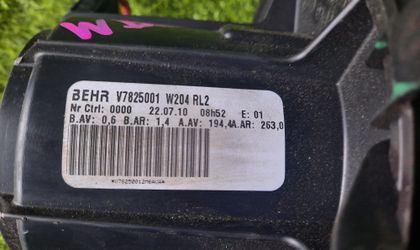 BEHR V7825001 W204 RL2
Nr Ctrl: 0000 22.07.10 08h52 E: 01
B.AV: 0,6 B.AR: 1,4 A.AV: 194,4A.AR: 263,0